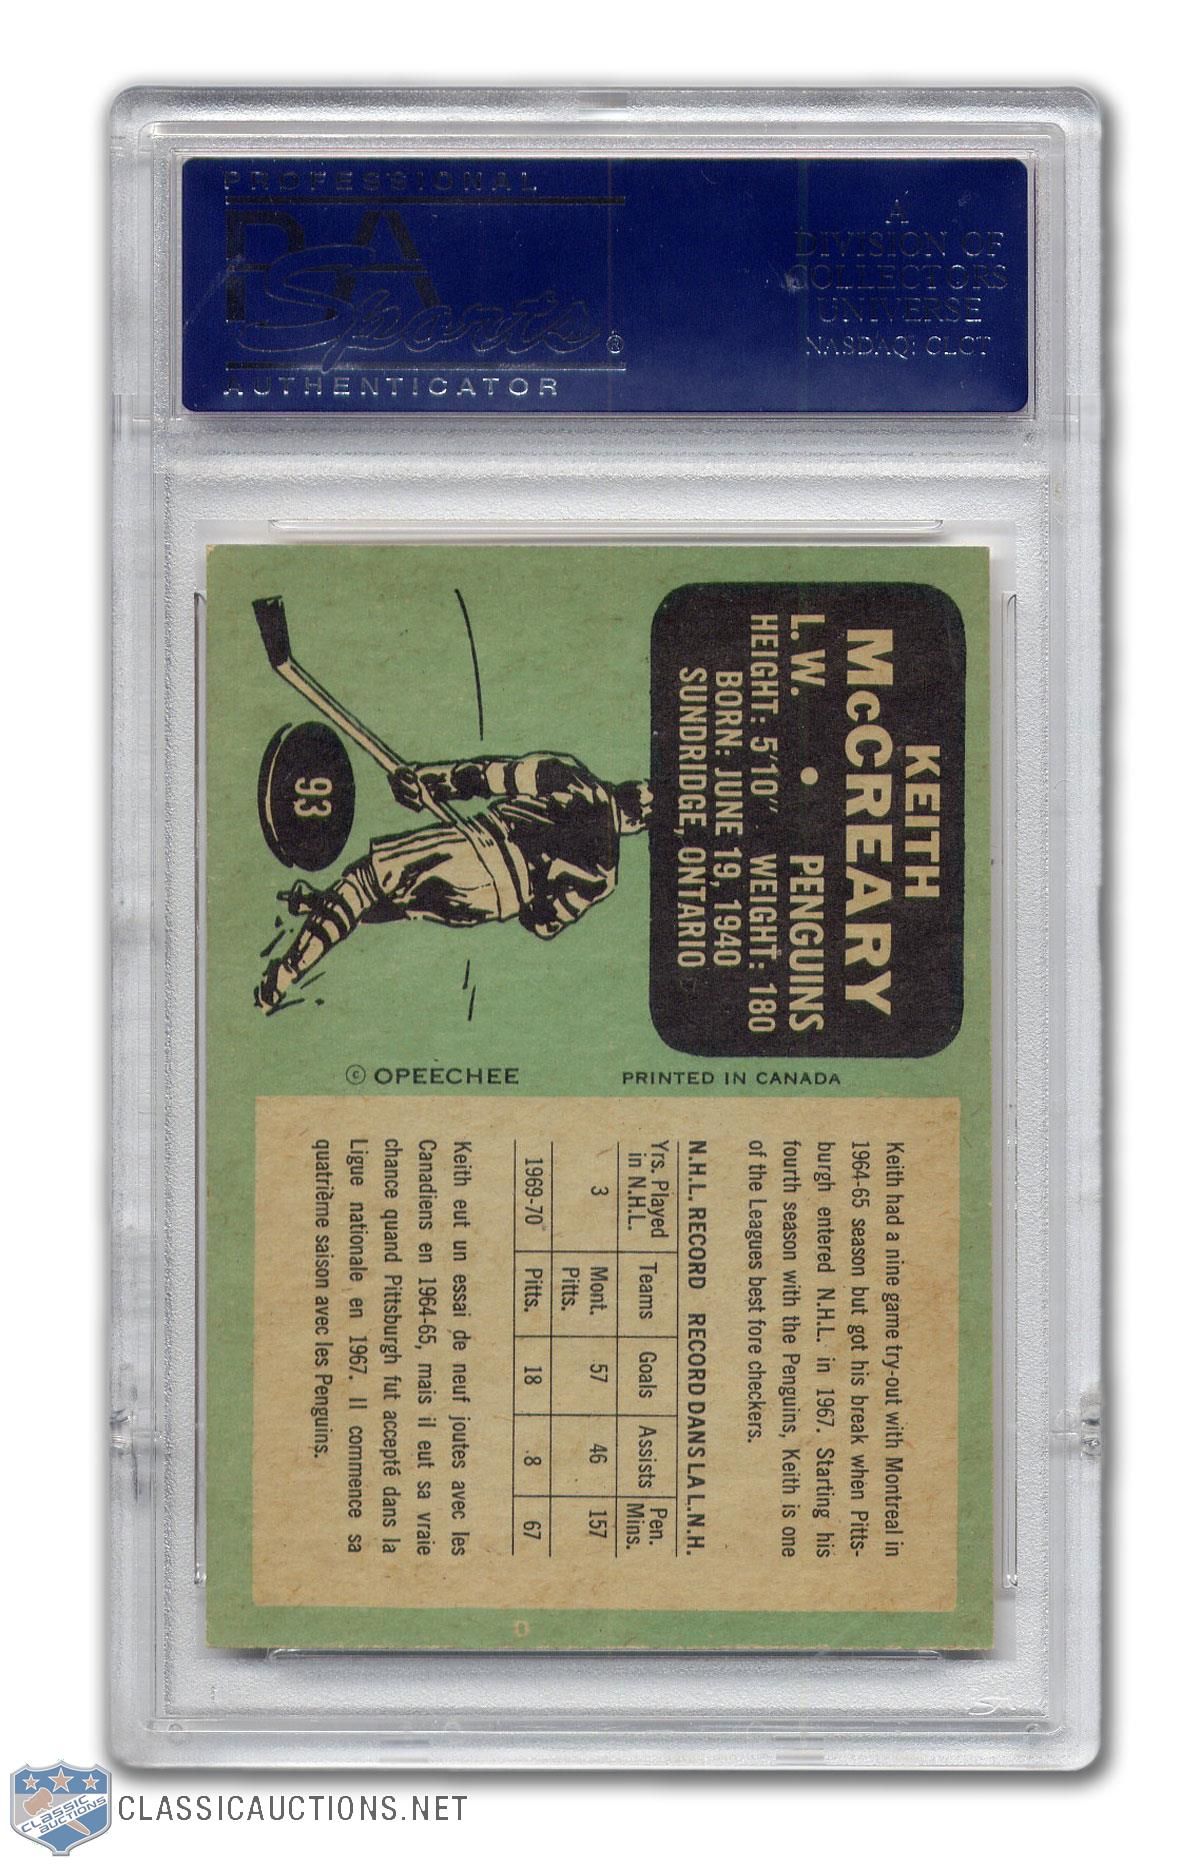 PROFESSIONAL
PSA
Sports®
AUTHENTICATOR
A
DIVISION OF
COLLECTORS
UNIVERSE
NASDAQ: CLCT
KEITH
McCREARY
L. W. • PENGUINS
HEIGHT: 5'10" WEIGHT: 180
BORN: JUNE 19, 1940
SUNDRIDGE, ONTARIO
93
© OPEECHEE
PRINTED IN CANADA
Keith had a nine game try-out with Montreal in
1964-65 season but got his break when Pitts-
burgh entered N.H.L. in 1967. Starting his
fourth season with the Penguins, Keith is one
of the Leagues best fore checkers.
N.H.L. RECORD RECORD DANS LA L.N.H.
Yrs. Played in N.H.L. Teams Goals Assists Pen. Mins.
3 Mont. Pitts. 57 46 157
1969-70 Pitts. 18 8 67
Keith eut un essai de neuf joutes avec les
Canadiens en 1964-65, mais il eut sa vraie
chance quand Pittsburgh fut accepté dans la
Ligue nationale en 1967. Il commence sa
quatrième saison avec les Penguins.
D
CLASSIC
AUCTIONS
CLASSICAUCTIONS.NET